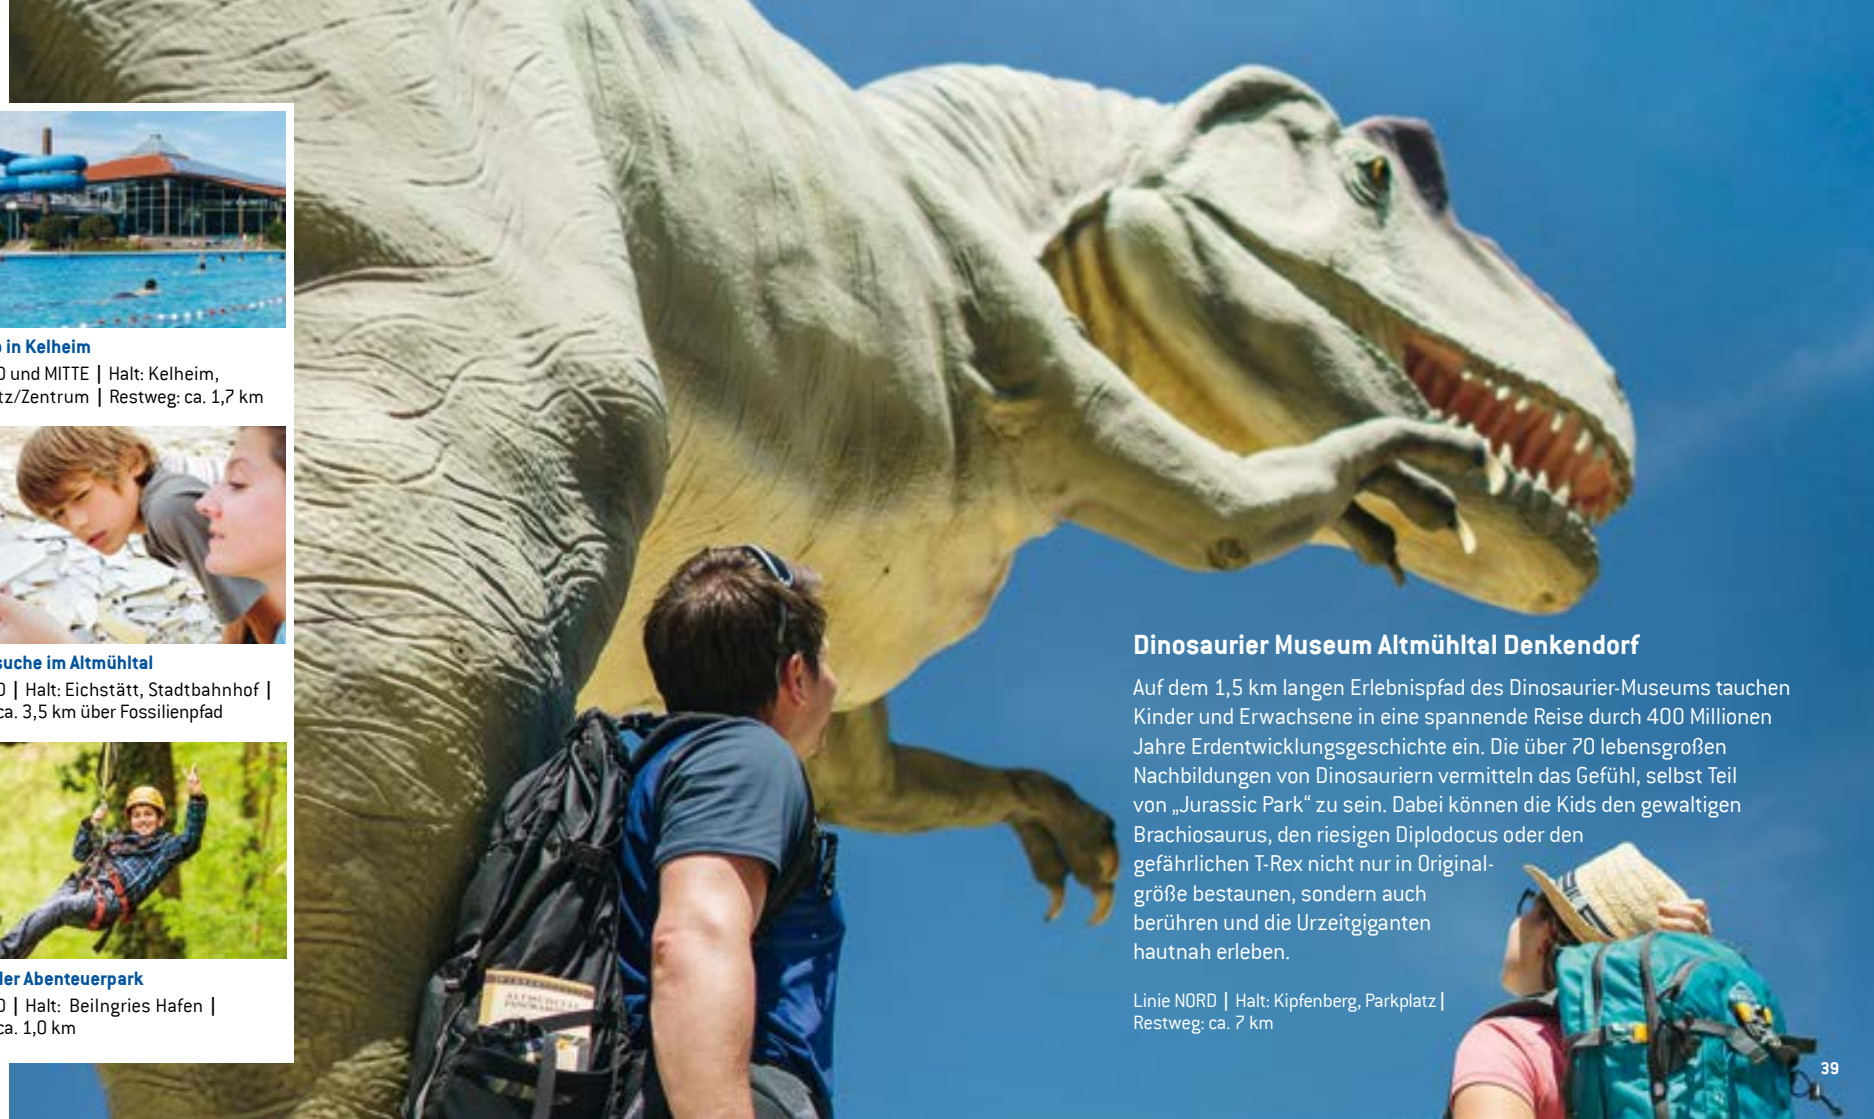 in Kelheim
und MITTE | Halt: Kelheim,
tz/Zentrum | Restweg: ca. 1,7 km
suche im Altmühltal
| Halt: Eichstätt, Stadtbahnhof |
ca. 3,5 km über Fossilienpfad
ler Abenteuerpark
| Halt: Beilngries Hafen |
ca. 1,0 km
Dinosaurier Museum Altmühltal Denkendorf
Auf dem 1,5 km langen Erlebnispfad des Dinosaurier-Museums tauchen
Kinder und Erwachsene in eine spannende Reise durch 400 Millionen
Jahre Erdentwicklungsgeschichte ein. Die über 70 lebensgroßen
Nachbildungen von Dinosauriern vermitteln das Gefühl, selbst Teil
von „Jurassic Park“ zu sein. Dabei können die Kids den gewaltigen
Brachiosaurus, den riesigen Diplodocus oder den
gefährlichen T-Rex nicht nur in Original-
größe bestaunen, sondern auch
berühren und die Urzeitgiganten
hautnah erleben.
Linie NORD | Halt: Kipfenberg, Parkplatz |
Restweg: ca. 7 km
39